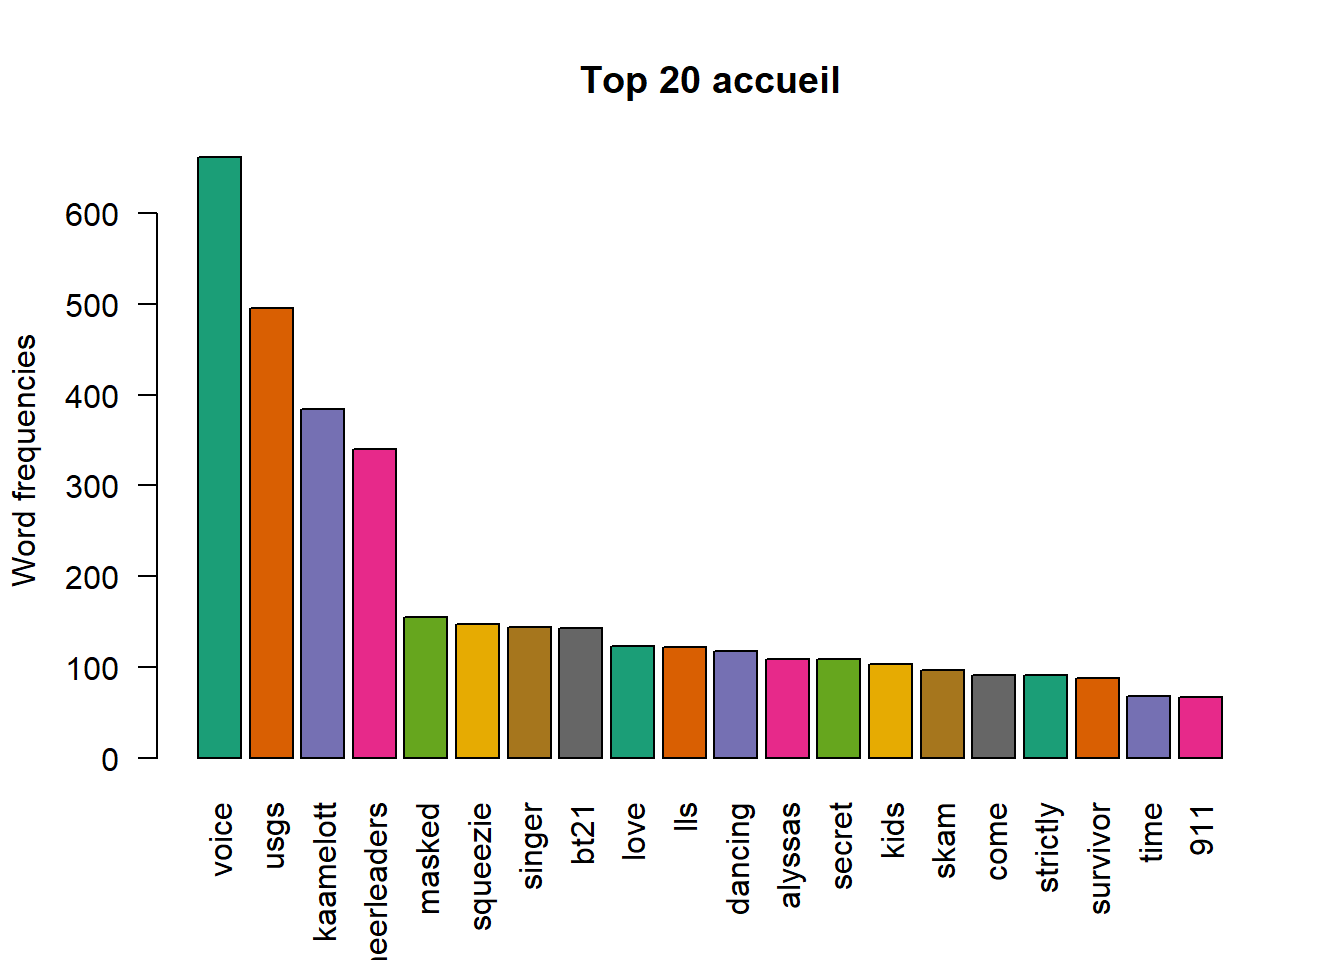 Top 20 accueil
Word frequencies
600
500
400
300
200
100
0
voice
usgs
kaamelott
heerleaders
masked
squeezie
singer
bt21
love
lls
dancing
alyssas
secret
kids
skam
come
strictly
survivor
time
911